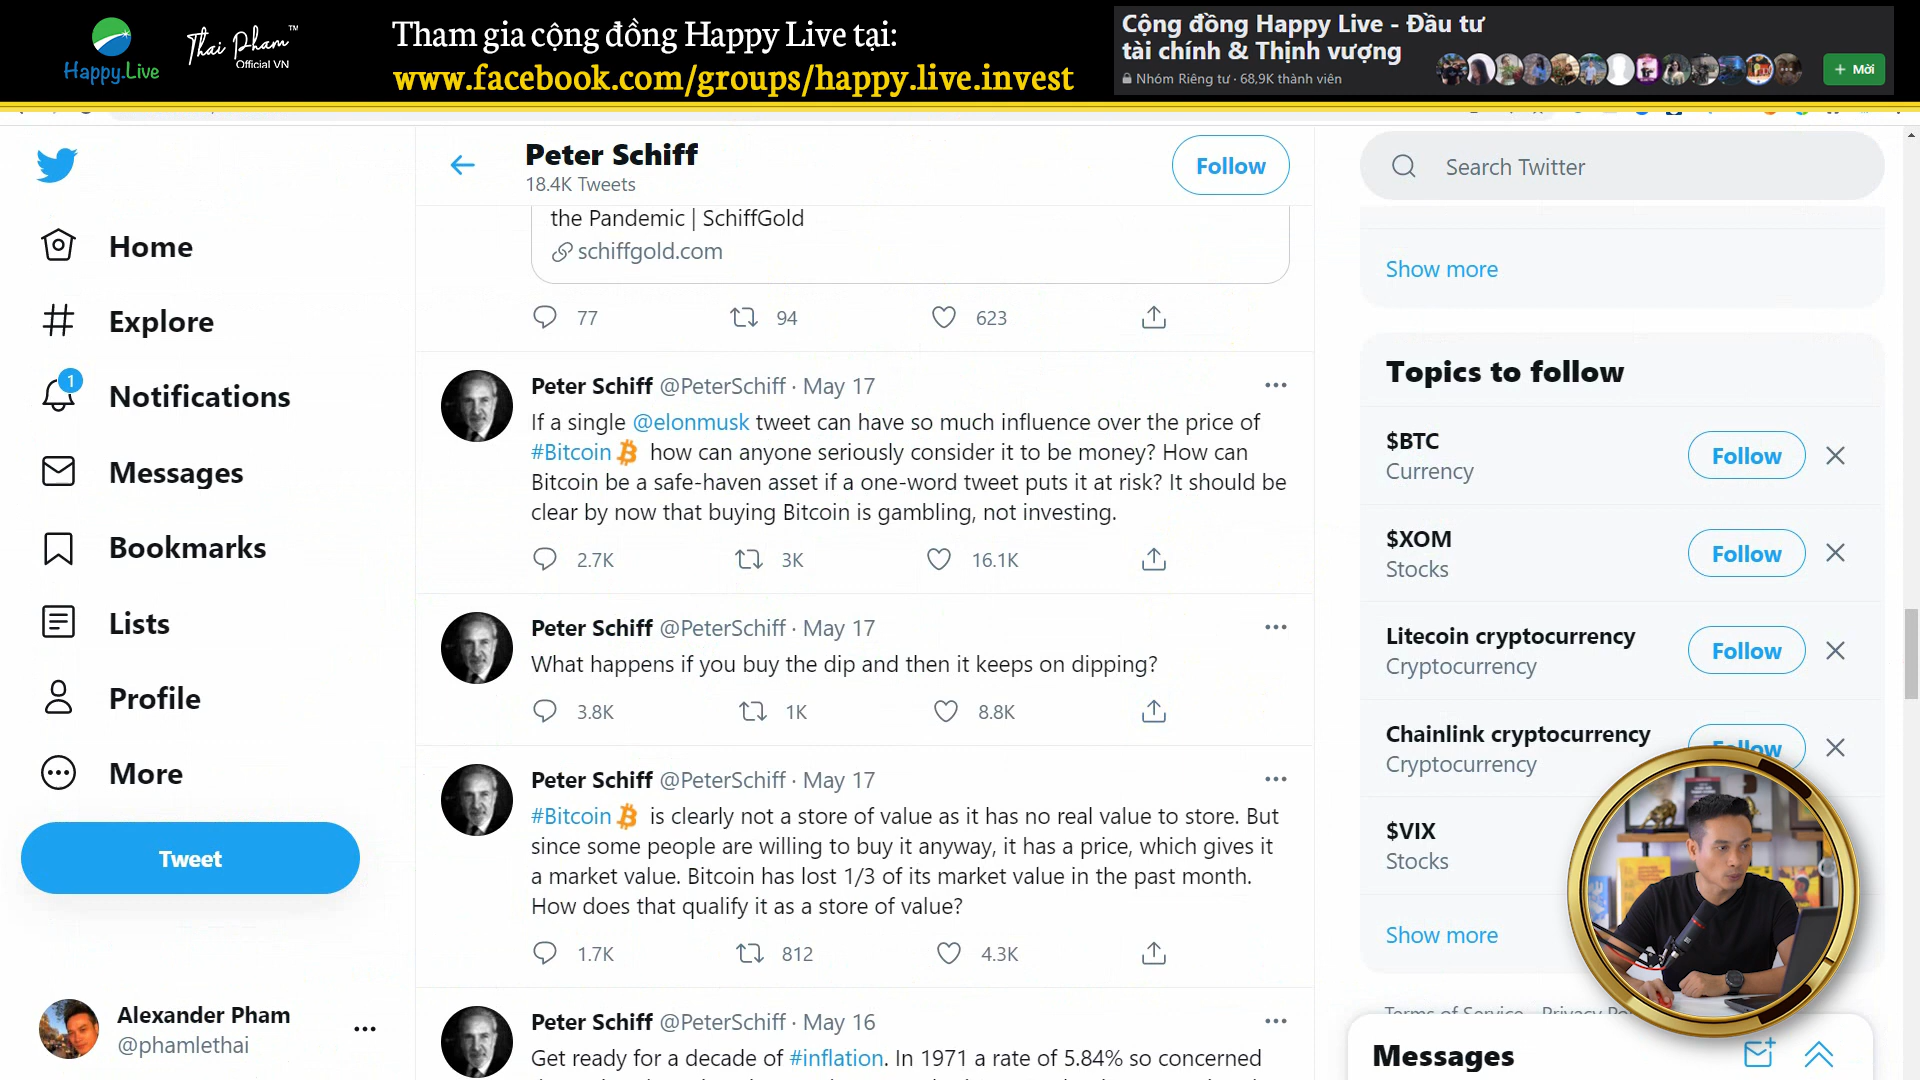 Happy.Live
Thai Pham™
Official VN
Tham gia cộng đồng Happy Live tại:
www.facebook.com/groups/happy.live.invest
Cộng đồng Happy Live - Đầu tư
tài chính & Thịnh vượng
Nhóm Riêng tư · 68,9K thành viên
+ Mời
Home
Explore
1
Notifications
Messages
Bookmarks
Lists
Profile
More
Tweet
Alexander Pham
@phamlethai
Peter Schiff
18.4K Tweets
Follow
the Pandemic | SchiffGold
schiffgold.com
77 94 623
Peter Schiff @PeterSchiff · May 17
If a single @elonmusk tweet can have so much influence over the price of
#Bitcoin how can anyone seriously consider it to be money? How can
Bitcoin be a safe-haven asset if a one-word tweet puts it at risk? It should be
clear by now that buying Bitcoin is gambling, not investing.
2.7K 3K 16.1K
Peter Schiff @PeterSchiff · May 17
What happens if you buy the dip and then it keeps on dipping?
3.8K 1K 8.8K
Peter Schiff @PeterSchiff · May 17
#Bitcoin is clearly not a store of value as it has no real value to store. But
since some people are willing to buy it anyway, it has a price, which gives it
a market value. Bitcoin has lost 1/3 of its market value in the past month.
How does that qualify it as a store of value?
1.7K 812 4.3K
Peter Schiff @PeterSchiff · May 16
Get ready for a decade of #inflation. In 1971 a rate of 5.84% so concerned
Search Twitter
Show more
Topics to follow
$BTC
Currency
Follow
$XOM
Stocks
Follow
Litecoin cryptocurrency
Cryptocurrency
Follow
Chainlink cryptocurrency
Cryptocurrency
Follow
$VIX
Stocks
Show more
Terms of Service
Messages